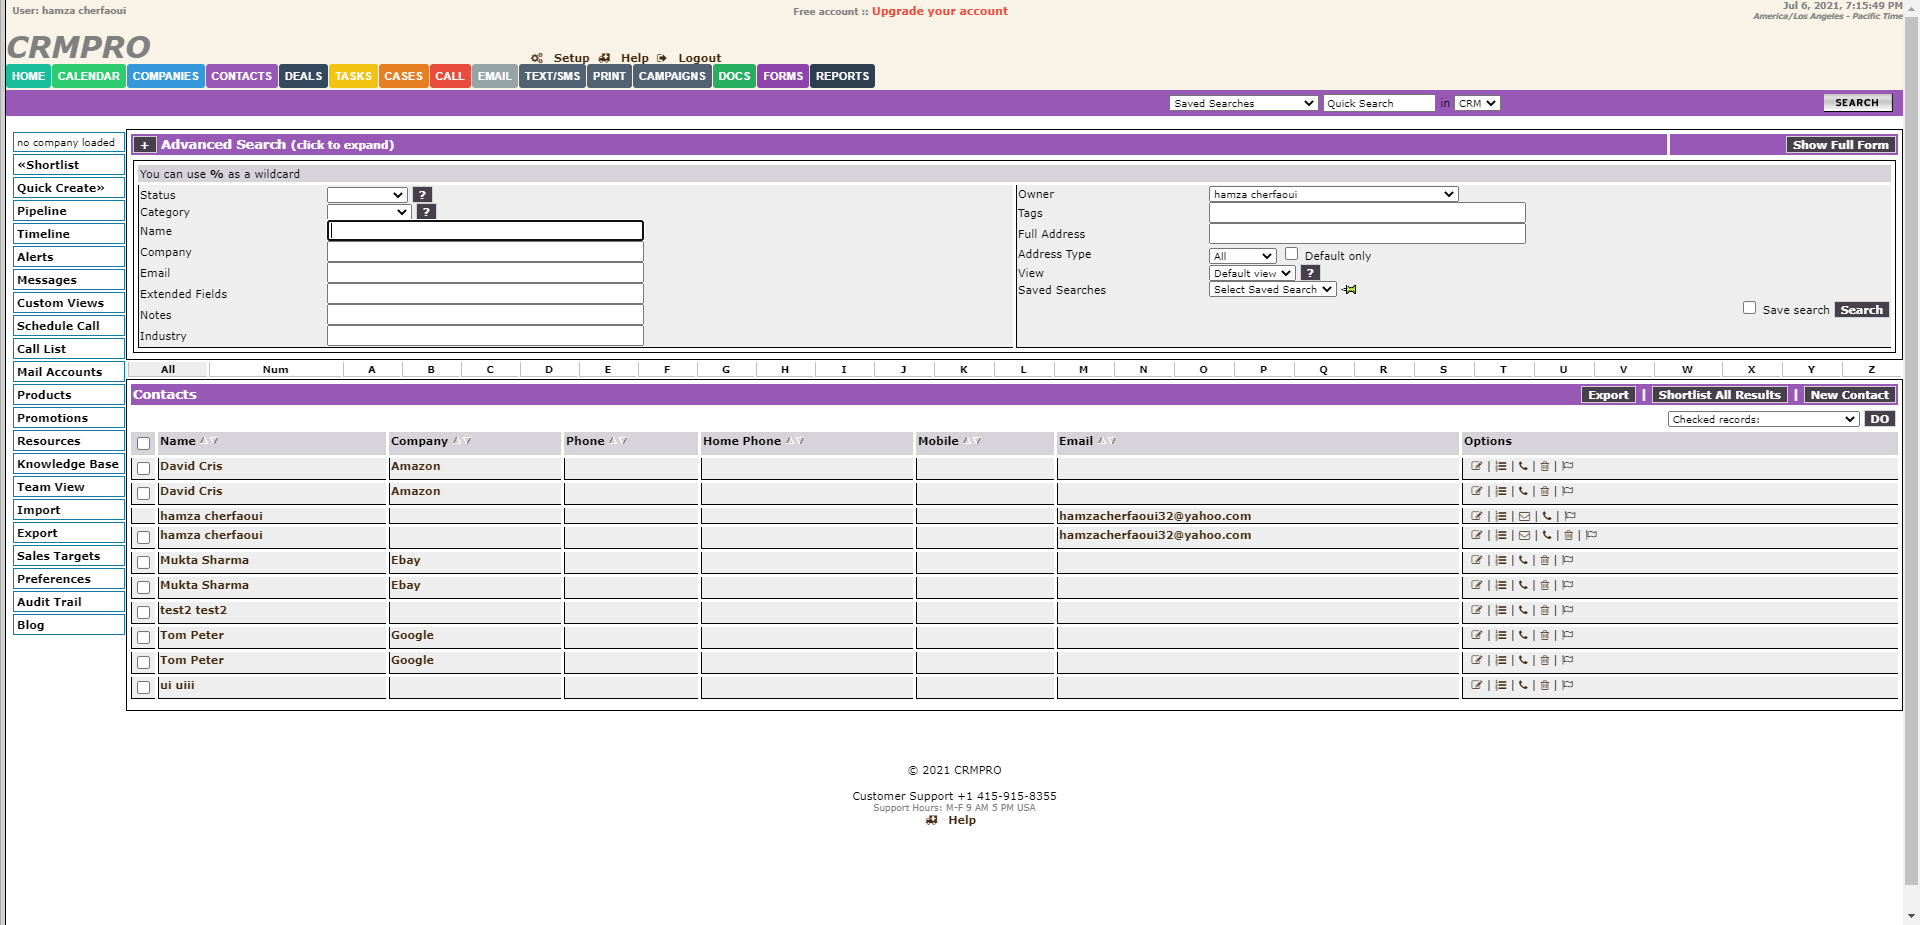 User: hamza cherfaoui
Free account :: Upgrade your account
Jul 6, 2021, 7:15:49 PM
America/Los Angeles - Pacific Time
CRMPRO
Setup Help Logout
HOME CALENDAR COMPANIES CONTACTS DEALS TASKS CASES CALL EMAIL TEXT/SMS PRINT CAMPAIGNS DOCS FORMS REPORTS
Saved Searches Quick Search in CRM SEARCH
no company loaded
«Shortlist
Quick Create»
Pipeline
Timeline
Alerts
Messages
Custom Views
Schedule Call
Call List
Mail Accounts
Products
Promotions
Resources
Knowledge Base
Team View
Import
Export
Sales Targets
Preferences
Audit Trail
Blog
+ Advanced Search (click to expand) Show Full Form
You can use % as a wildcard
Status ?
Category ?
Name
Company
Email
Extended Fields
Notes
Industry
Owner hamza cherfaoui
Tags
Full Address
Address Type All Default only
View Default view ?
Saved Searches Select Saved Search
Save search Search
All Num A B C D E F G H I J K L M N O P Q R S T U V W X Y Z
Contacts Export | Shortlist All Results | New Contact
Checked records: DO
Name Company Phone Home Phone Mobile Email Options
David Cris Amazon | | | |
David Cris Amazon | | | |
hamza cherfaoui hamzacherfaoui32@yahoo.com | | | |
hamza cherfaoui hamzacherfaoui32@yahoo.com | | | | |
Mukta Sharma Ebay | | | |
Mukta Sharma Ebay | | | |
test2 test2 | | | |
Tom Peter Google | | | |
Tom Peter Google | | | |
ui uiii | | | |
© 2021 CRMPRO
Customer Support +1 415-915-8355
Support Hours: M-F 9 AM 5 PM USA
Help